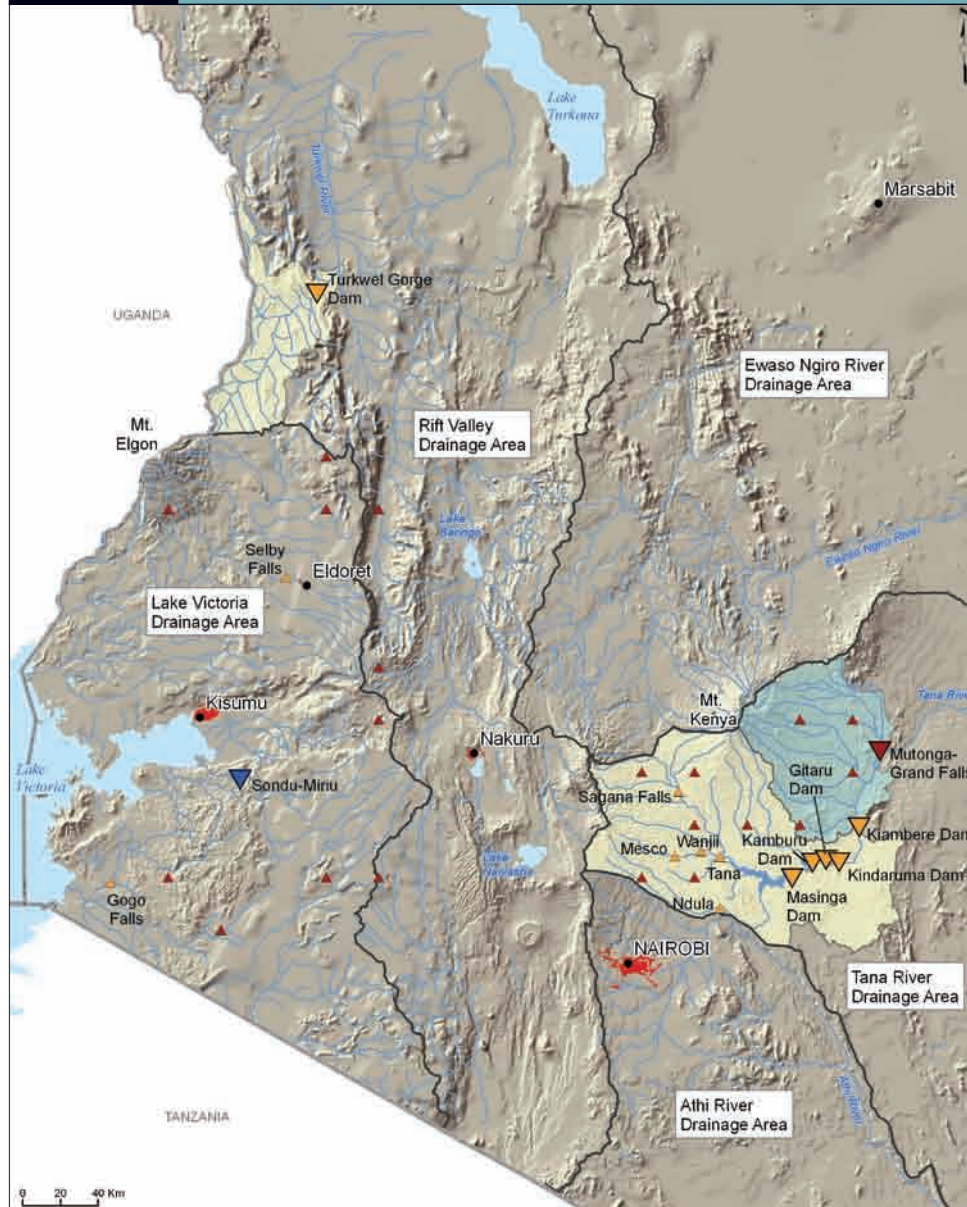 Lake
Turkana
Turkwel River
Marsabit
Turkwel Gorge
Dam
UGANDA
Ewaso Ngiro River
Drainage Area
Mt.
Elgon
Rift Valley
Drainage Area
Lake
Baringo
Ewaso Ngiro River
Selby
Falls
Eldoret
Lake Victoria
Drainage Area
Kisumu
Mt.
Kenya
Tana River
Nakuru
Mutonga-
Grand Falls
Lake
Victoria
Sondu-Miriu
Gitaru
Dam
Sagana Falls
Kiambere Dam
Wanjii
Kamburu
Dam
Mesco
Tana
Kindaruma Dam
Lake
Naivasha
Gogo
Falls
Ndula
Masinga
Dam
NAIROBI
Tana River
Drainage Area
Athi River
Drainage Area
Athi River
TANZANIA
0 20 40 Km